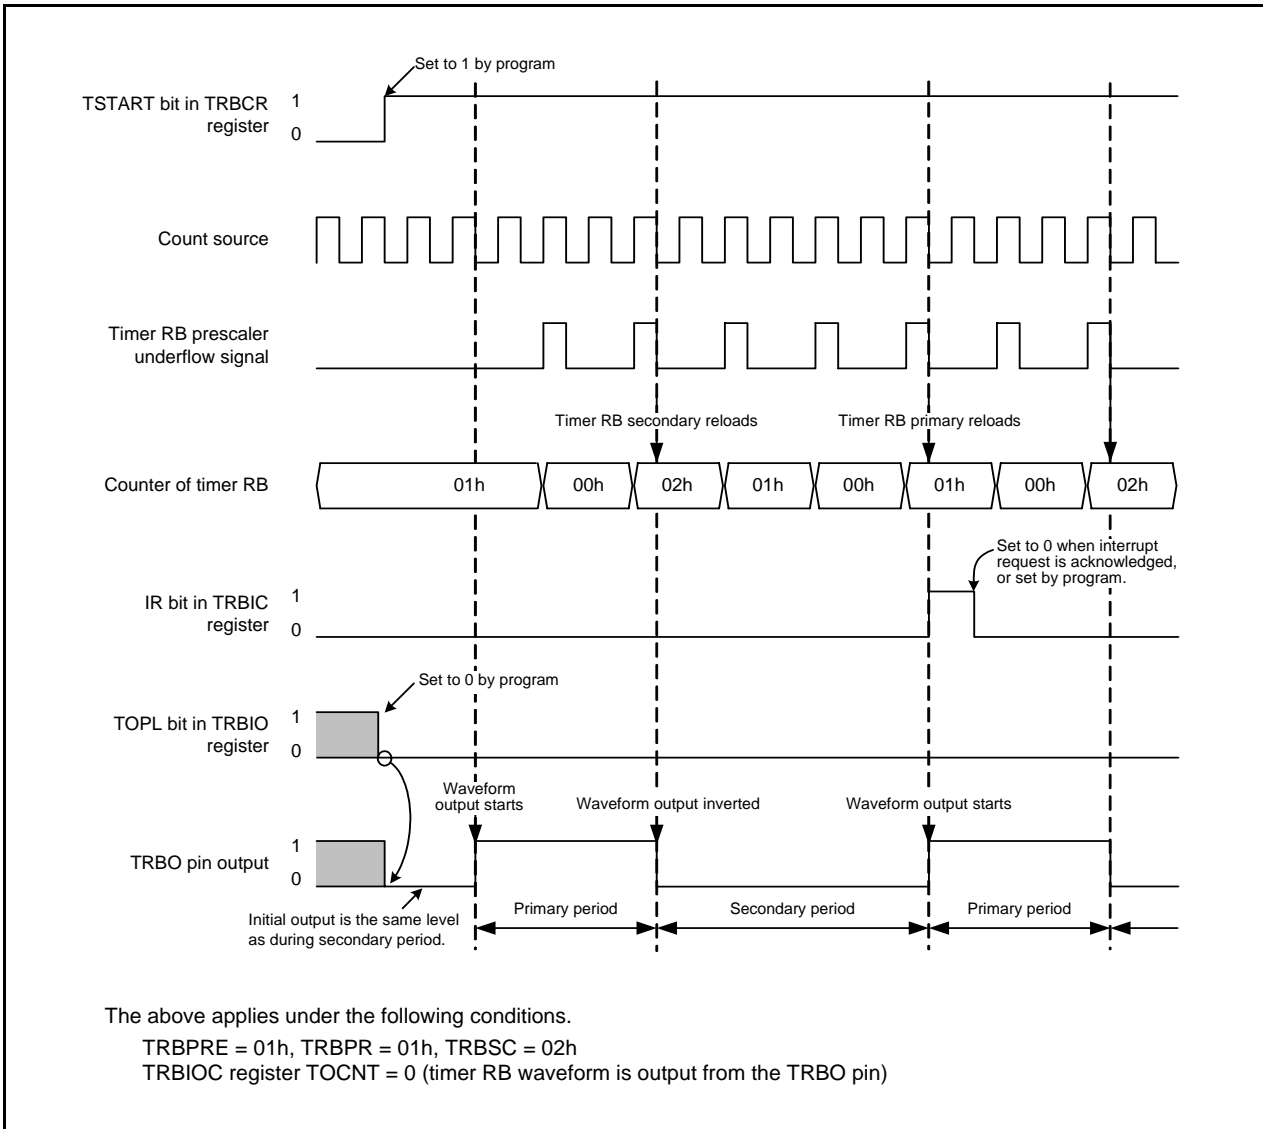 Set to 1 by program
TSTART bit in TRBCR
register
1
0
Count source
Timer RB prescaler
underflow signal
Timer RB secondary reloads
Timer RB primary reloads
Counter of timer RB
01h
00h
02h
01h
00h
01h
00h
02h
Set to 0 when interrupt
request is acknowledged,
or set by program.
IR bit in TRBIC
register
1
0
Set to 0 by program
TOPL bit in TRBIO
register
1
0
Waveform
output starts
Waveform output inverted
Waveform output starts
TRBO pin output
1
0
Initial output is the same level
as during secondary period.
Primary period
Secondary period
Primary period
The above applies under the following conditions.
TRBPRE = 01h, TRBPR = 01h, TRBSC = 02h
TRBIOC register TOCNT = 0 (timer RB waveform is output from the TRBO pin)